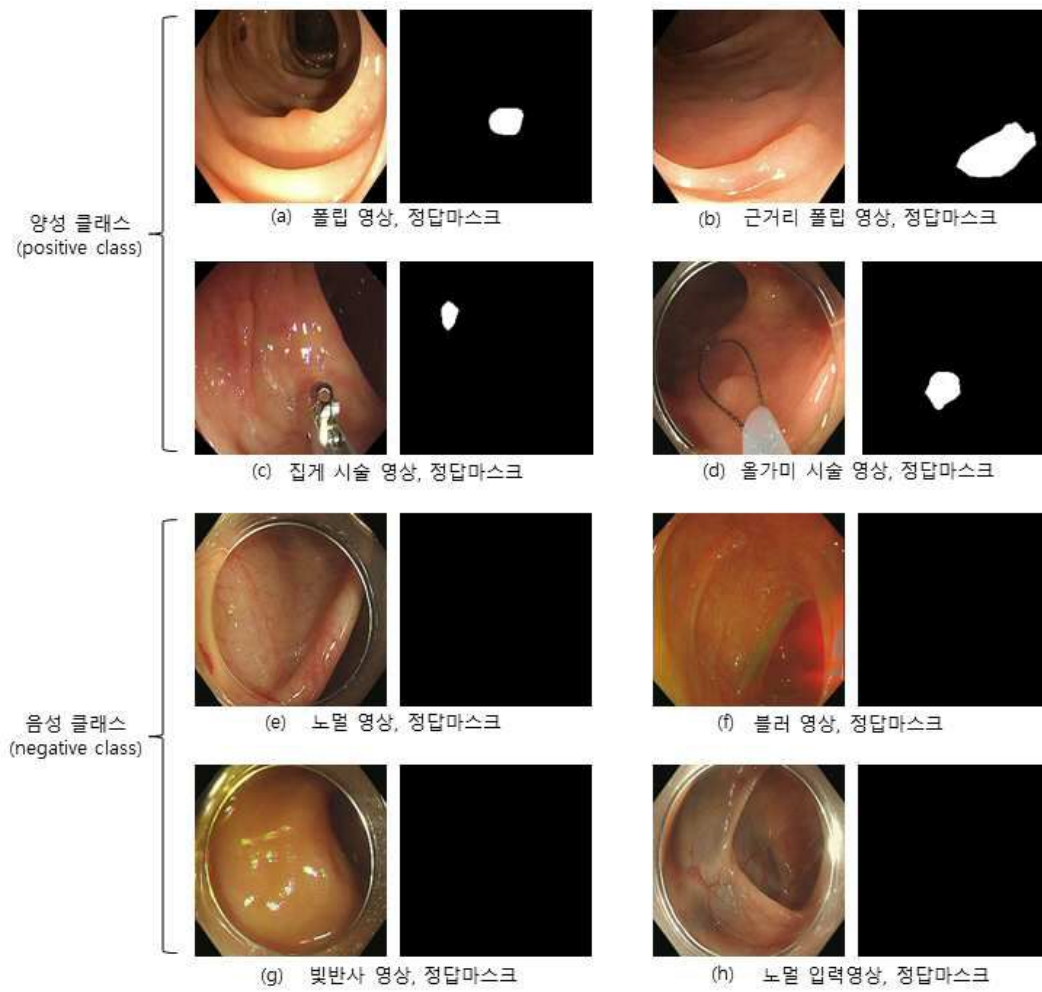 양성 클래스
(positive class)
(a) 폴립 영상, 정답마스크
(b) 근거리 폴립 영상, 정답마스크
(c) 집게 시술 영상, 정답마스크
(d) 올가미 시술 영상, 정답마스크
음성 클래스
(negative class)
(e) 노멀 영상, 정답마스크
(f) 블러 영상, 정답마스크
(g) 빛반사 영상, 정답마스크
(h) 노멀 입력영상, 정답마스크